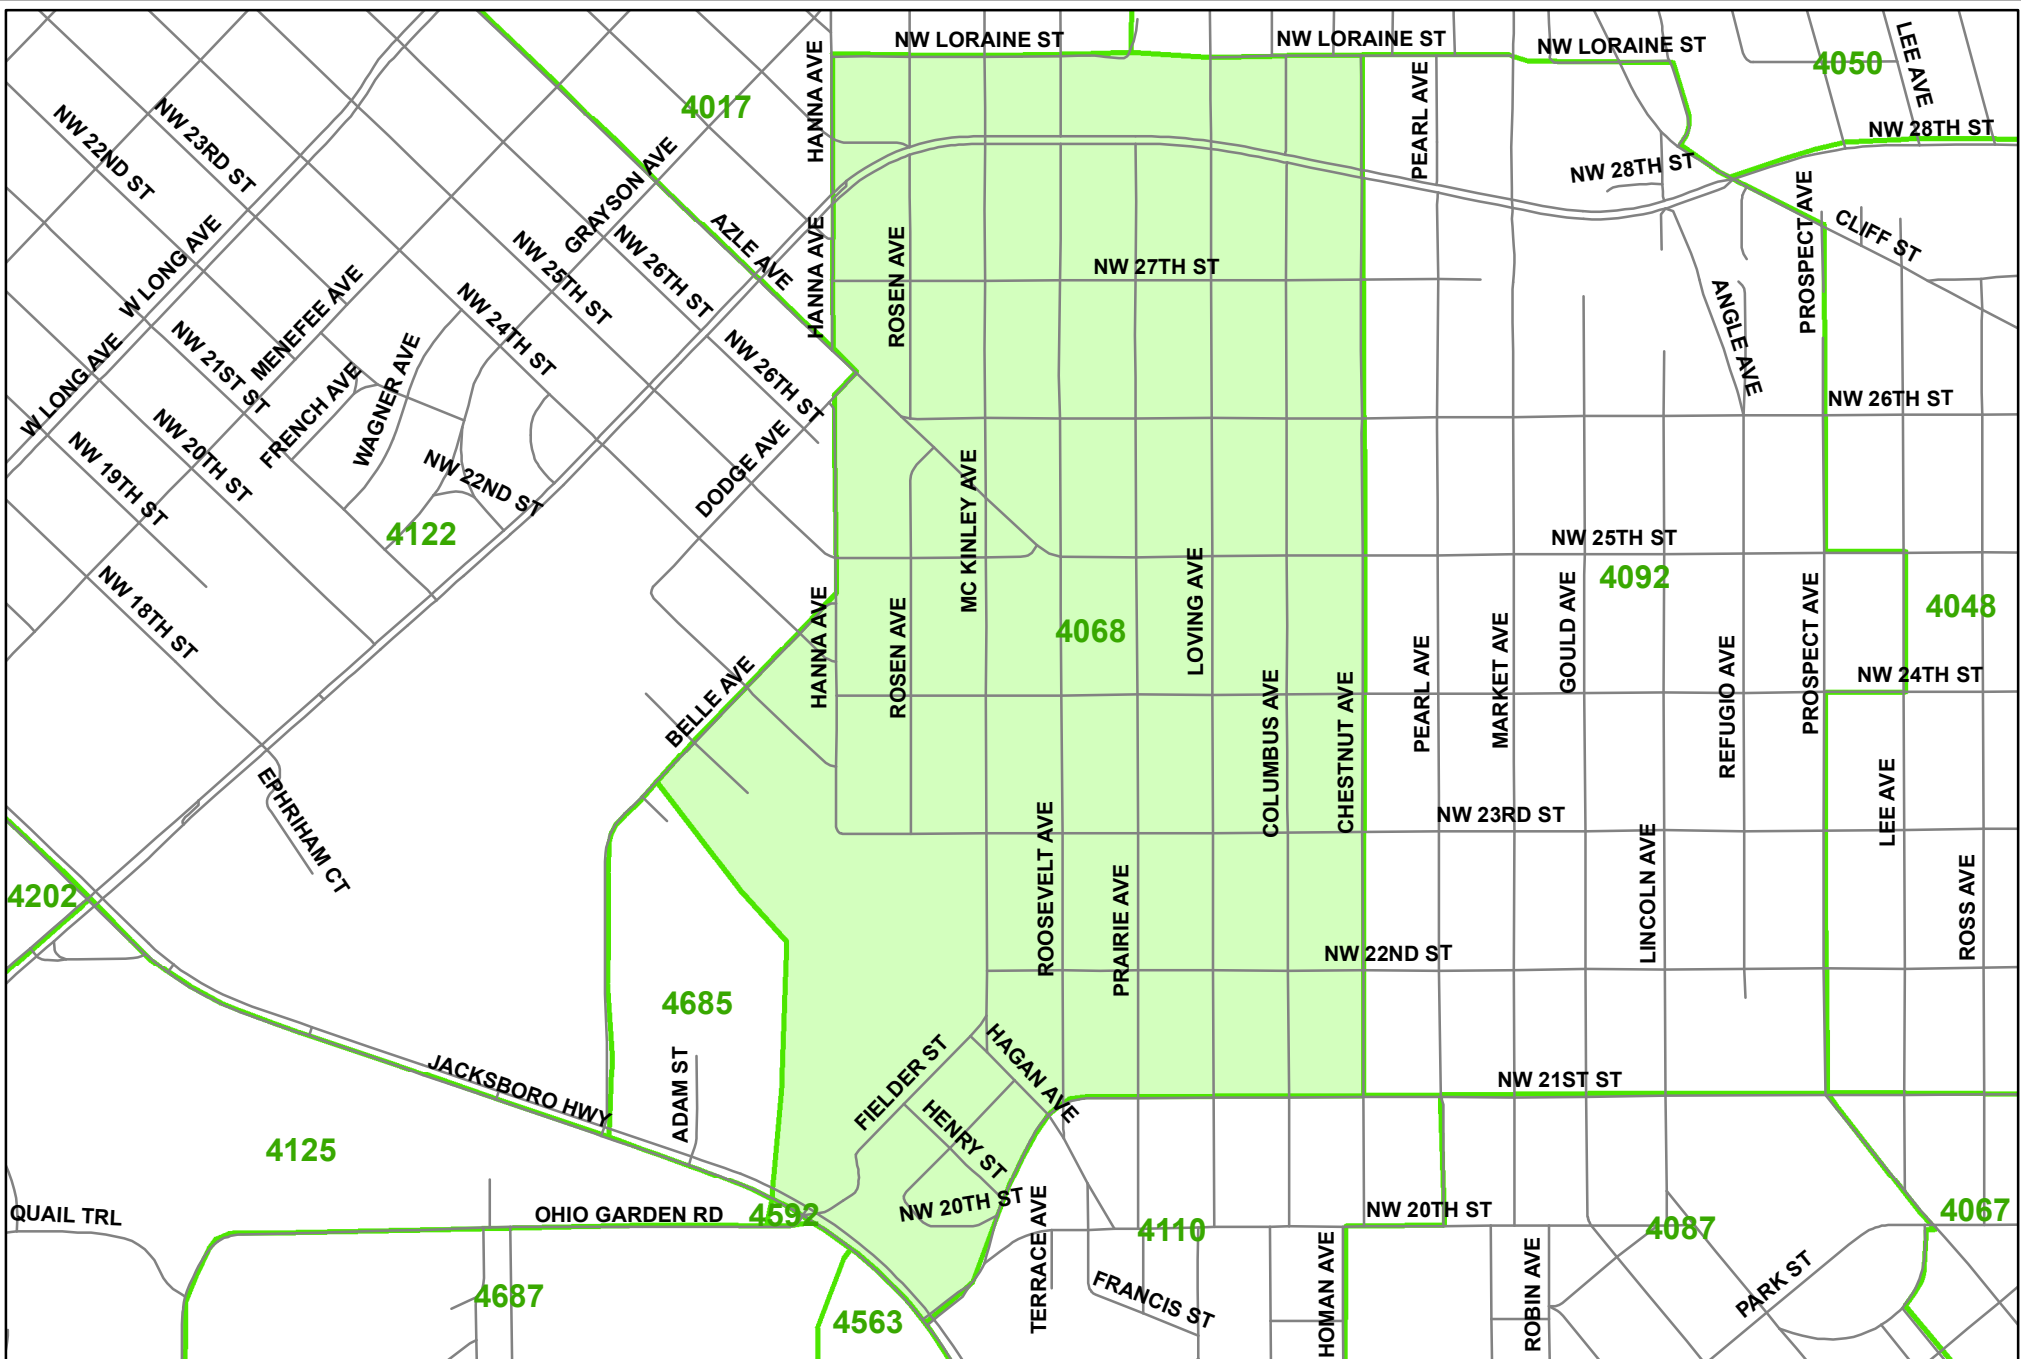 NW LORAINE ST
NW LORAINE ST
NW LORAINE ST
LEE AVE
4050
HANNA AVE
PEARL AVE
4017
NW 28TH ST
NW 23RD ST
NW 22ND ST
GRAYSON AVE
NW 28TH ST
PROSPECT AVE
CLIFF ST
W LONG AVE
AZLE AVE
NW 26TH ST
NW 25TH ST
HANNA AVE
ROSEN AVE
NW 27TH ST
ANGLE AVE
MENEFEE AVE
NW 24TH ST
W LONG AVE
NW 21ST ST
FRENCH AVE
WAGNER AVE
NW 26TH ST
NW 26TH ST
NW 20TH ST
NW 19TH ST
NW 22ND ST
DODGE AVE
MC KINLEY AVE
4122
NW 25TH ST
4092
NW 18TH ST
HANNA AVE
ROSEN AVE
4068
LOVING AVE
GOULD AVE
PROSPECT AVE
4048
BELLE AVE
COLUMBUS AVE
CHESTNUT AVE
PEARL AVE
MARKET AVE
REFUGIO AVE
NW 24TH ST
EPHRIHAM CT
ROOSEVELT AVE
PRAIRIE AVE
NW 23RD ST
LINCOLN AVE
LEE AVE
ROSS AVE
4202
NW 22ND ST
4685
JACKSBORO HWY
ADAM ST
FIELDER ST
HAGAN AVE
HENRY ST
NW 21ST ST
4125
QUAIL TRL
OHIO GARDEN RD
4592
NW 20TH ST
TERRACE AVE
4110
NW 20TH ST
4087
4067
4687
4563
FRANCIS ST
HOMAN AVE
ROBIN AVE
PARK ST